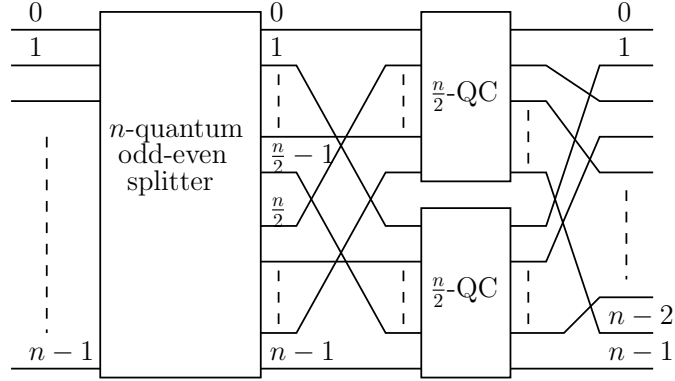 0 0 0
1 1 1
n/2-QC
n-quantum
odd-even
splitter
n/2 − 1
n/2
n/2-QC
n − 2
n − 1 n − 1 n − 1